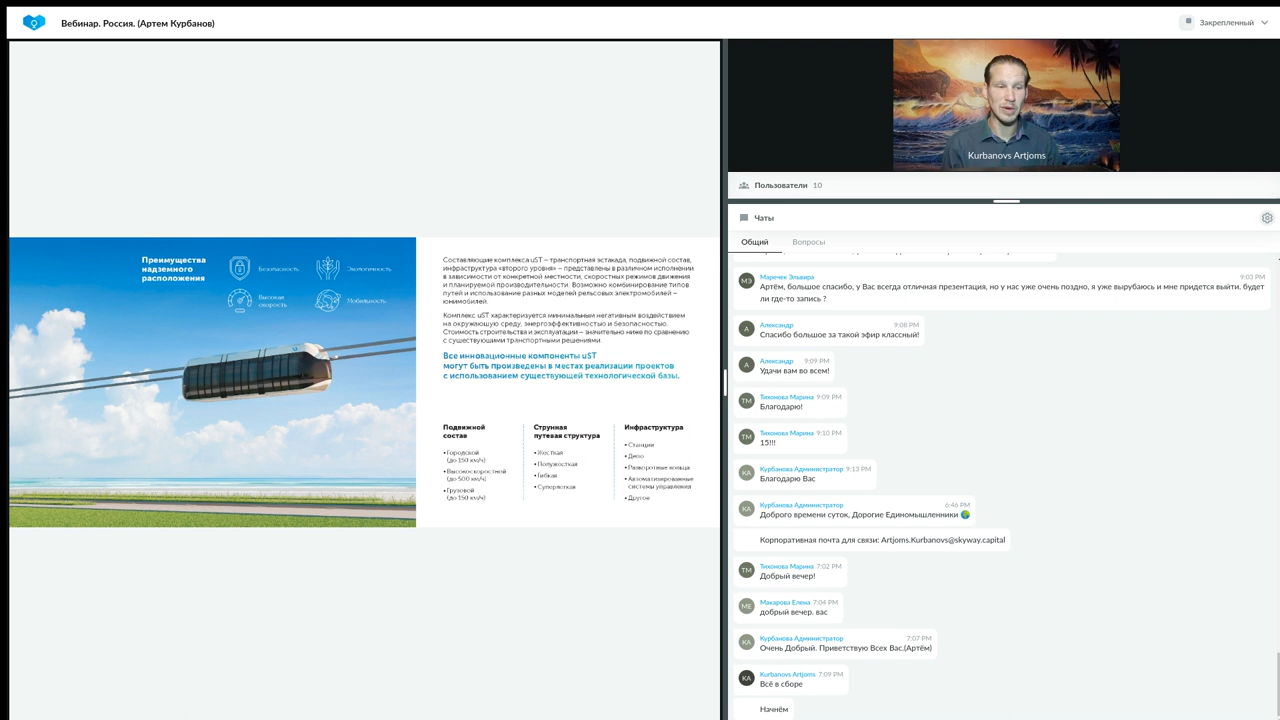 Вебинар. Россия. (Артем Курбанов)
Закрепленный
Kurbanovs Artjoms
Пользователи 10
Чаты
Общий
Вопросы
Преимущества
надземного
расположения
Безопасность
Экологичность
Высокая
скорость
Мобильность
Составляющие комплекса uST – транспортная эстакада, подвижной состав,
инфраструктура «второго уровня» – представлены в различном исполнении
в зависимости от конкретной местности, скоростных режимов движения
и планируемой производительности. Возможно комбинирование типов
путей и использование разных моделей рельсовых электромобилей –
юнимобилей.
Комплекс uST характеризуется минимальным негативным воздействием
на окружающую среду, энергоэффективностью и безопасностью.
Стоимость строительства и эксплуатации – значительно ниже по сравнению
с существующими транспортными решениями.
Все инновационные компоненты uST
могут быть произведены в местах реализации проектов
с использованием существующей технологической базы.
Подвижной
состав
• Городской
(до 150 км/ч)
• Высокоскоростной
(до 500 км/ч)
• Грузовой
(до 150 км/ч)
Струнная
путевая структура
• Жесткая
• Полужесткая
• Гибкая
• Суперлегкая
Инфраструктура
• Станции
• Депо
• Разворотные кольца
• Автоматизированные
системы управления
• Другое
МЭ
Маречек Эльвира 9:03 PM
Артём, большое спасибо, у Вас всегда отличная презентация, но у нас уже очень поздно, я уже вырубаюсь и мне придется выйти. будет
ли где-то запись ?
А
Александр 9:08 PM
Спасибо большое за такой эфир классный!
А
Александр 9:09 PM
Удачи вам во всем!
ТМ
Тихонова Марина 9:09 PM
Благодарю!
ТМ
Тихонова Марина 9:10 PM
15!!!
КА
Курбанова Администратор 9:13 PM
Благодарю Вас
КА
Курбанова Администратор 6:46 PM
Доброго времени суток, Дорогие Единомышленники
Корпоративная почта для связи: Artjoms.Kurbanovs@skyway.capital
ТМ
Тихонова Марина 7:02 PM
Добрый вечер!
МЕ
Макарова Елена 7:04 PM
добрый вечер. вас
КА
Курбанова Администратор 7:07 PM
Очень Добрый. Приветствую Всех Вас.(Артём)
KA
Kurbanovs Artjoms 7:09 PM
Всё в сборе
Начнём